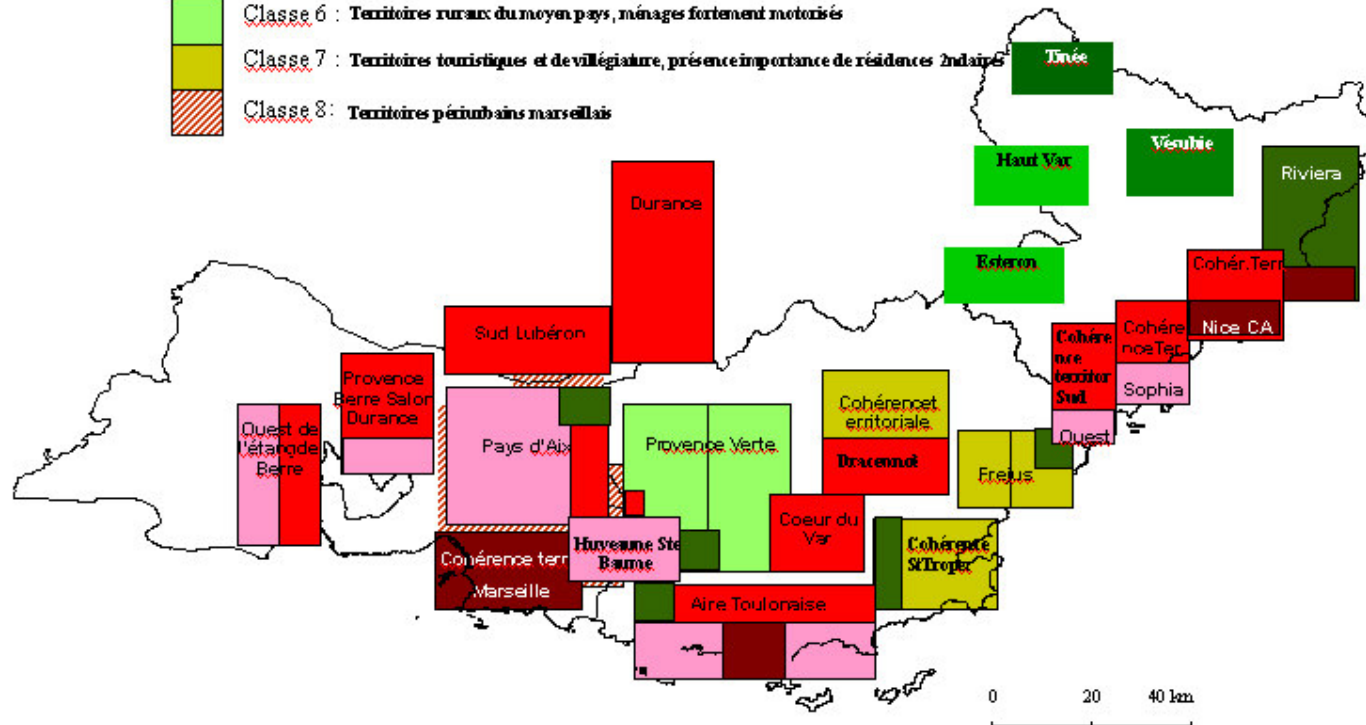 Classe 6 : Territoires ruraux du moyen pays, ménages fortement motorisés
Classe 7 : Territoires touristiques et de villégiature, présence importance de résidences 2ndaires
Classe 8 : Territoires périurbains marseillais
Tinée
Vésubie
Haut Var
Riviera
Durance
Esteron
Cohér.Terr
Sud Lubéron
Nice CA
Cohére
nceTer
Cohére
nce
territor
Sud
Provence
Berre Salon
Durance
Sophia
Cohérencet
erritoriale
Ouest de
l'étangde
Berre
Pays d'Aix
Provence Verte
Ouest
Dracennoi
Frejus
Coeur du
Var
Huveaune Ste
Baume
Cohérence
StTropez
Cohérence terr
Marseille
Aire Toulonaise
0 20 40 km